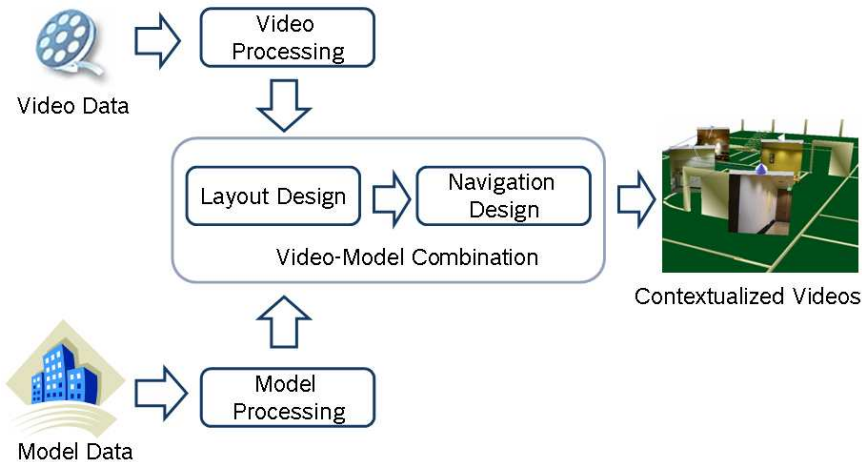 Video
Processing
Video Data
Layout Design
Navigation
Design
Video-Model Combination
Contextualized Videos
Model
Processing
Model Data